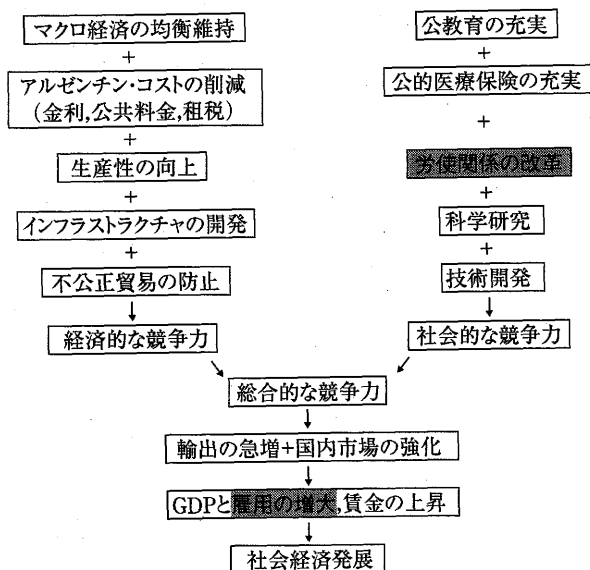 マクロ経済の均衡維持
+
アルゼンチン・コストの削減
(金利,公共料金,租税)
+
生産性の向上
+
インフラストラクチャの開発
+
不公正貿易の防止
↓
経済的な競争力
公教育の充実
+
公的医療保険の充実
+
労使関係の改革
+
科学研究
+
技術開発
↓
社会的な競争力
↘ ↙
総合的な競争力
↓
輸出の急増+国内市場の強化
↓
GDPと雇用の増大,賃金の上昇
↓
社会経済発展